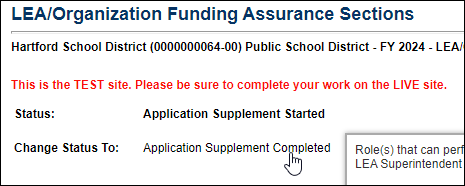 LEA/Organization Funding Assurance Sections
Hartford School District (0000000064-00) Public School District - FY 2024 - LEA/
This is the TEST site. Please be sure to complete your work on the LIVE site.
Status: Application Supplement Started
Change Status To: Application Supplement Completed
Role(s) that can
LEA Superintendent